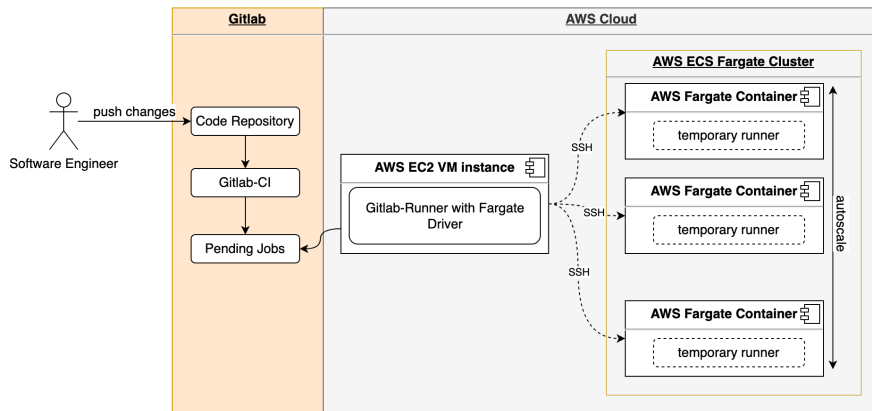 Gitlab
AWS Cloud
AWS ECS Fargate Cluster
push changes
Software Engineer
Code Repository
Gitlab-CI
Pending Jobs
AWS EC2 VM instance
Gitlab-Runner with Fargate
Driver
SSH
SSH
SSH
AWS Fargate Container
temporary runner
AWS Fargate Container
temporary runner
AWS Fargate Container
temporary runner
autoscale